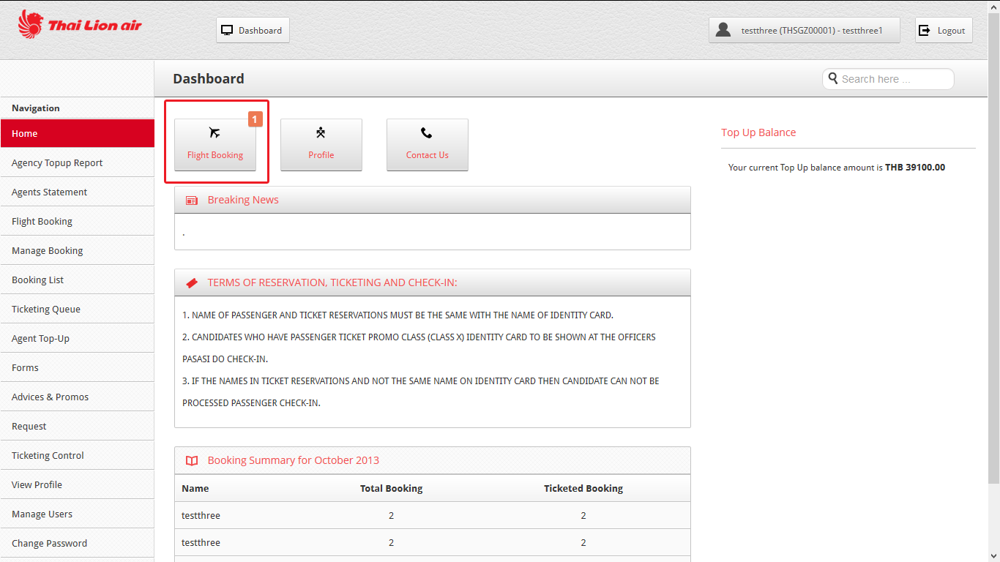 Thai Lion air
Dashboard
testthree (THSGZ00001) - testthree1
Logout
Dashboard
Search here ...
Navigation
Home
Agency Topup Report
Agents Statement
Flight Booking
Manage Booking
Booking List
Ticketing Queue
Agent Top-Up
Forms
Advices & Promos
Request
Ticketing Control
View Profile
Manage Users
Change Password
1
Flight Booking
Profile
Contact Us
Top Up Balance
Your current Top Up balance amount is THB 39100.00
Breaking News
.
TERMS OF RESERVATION, TICKETING AND CHECK-IN:
1. NAME OF PASSENGER AND TICKET RESERVATIONS MUST BE THE SAME WITH THE NAME OF IDENTITY CARD.
2. CANDIDATES WHO HAVE PASSENGER TICKET PROMO CLASS (CLASS X) IDENTITY CARD TO BE SHOWN AT THE OFFICERS
PASASI DO CHECK-IN.
3. IF THE NAMES IN TICKET RESERVATIONS AND NOT THE SAME NAME ON IDENTITY CARD THEN CANDIDATE CAN NOT BE
PROCESSED PASSENGER CHECK-IN.
Booking Summary for October 2013
Name Total Booking Ticketed Booking
testthree 2 2
testthree 2 2